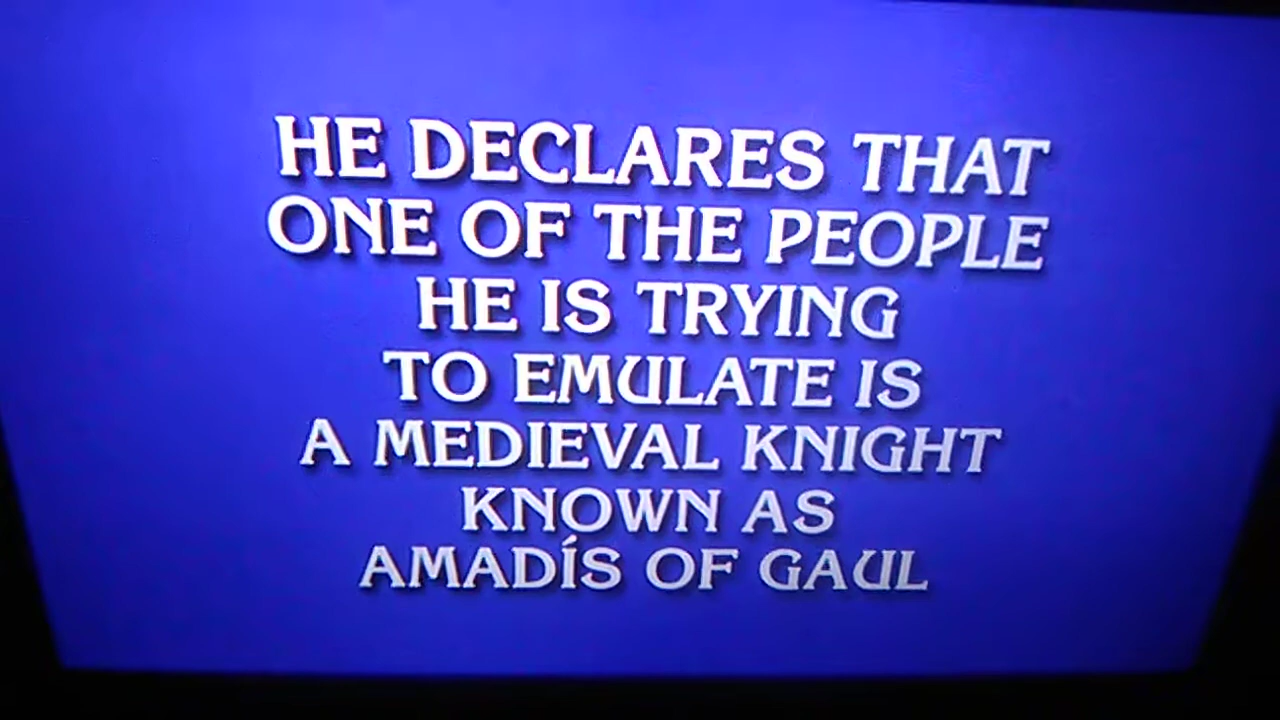 HE DECLARES THAT
ONE OF THE PEOPLE
HE IS TRYING
TO EMULATE IS
A MEDIEVAL KNIGHT
KNOWN AS
AMADÍS OF GAUL